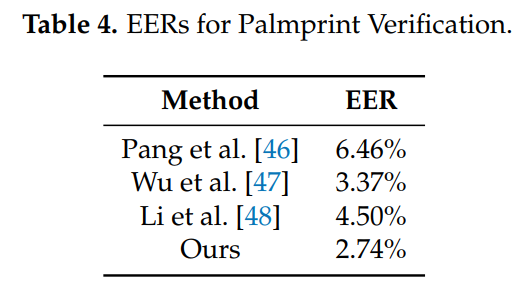 Table 4. EERs for Palmprint Verification.
Method EER
Pang et al. [46] 6.46%
Wu et al. [47] 3.37%
Li et al. [48] 4.50%
Ours 2.74%